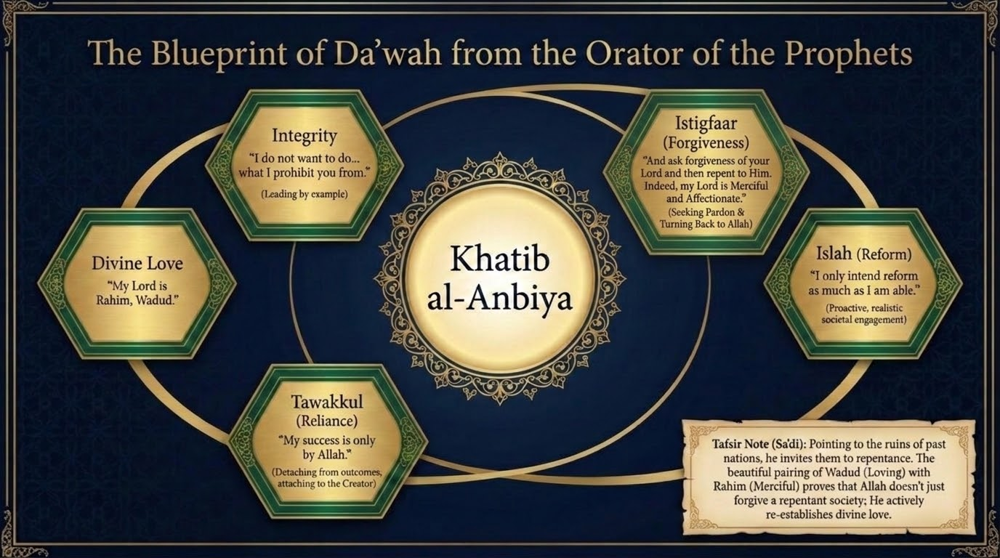 The Blueprint of Da'wah from the Orator of the Prophets
Integrity
"I do not want to do...
what I prohibit you from."
(Leading by example)
Istigfaar
(Forgiveness)
"And ask forgiveness of your
Lord and then repent to Him.
Indeed, my Lord is Merciful
and Affectionate."
(Seeking Pardon &
Turning Back to Allah)
Divine Love
"My Lord is
Rahim, Wadud."
Khatib
al-Anbiya
Islah (Reform)
"I only intend reform
as much as I am able."
(Proactive, realistic
societal engagement)
Tawakkul
(Reliance)
"My success is only
by Allah."
(Detaching from outcomes,
attaching to the Creator)
Tafsir Note (Sa'di): Pointing to the ruins of past
nations, he invites them to repentance. The
beautiful pairing of Wadud (Loving) with
Rahim (Merciful) proves that Allah doesn't just
forgive a repentant society; He actively
re-establishes divine love.